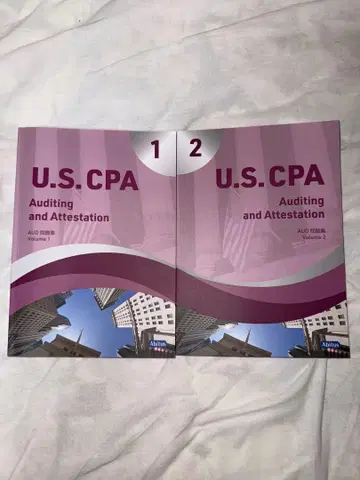 1
U.S. CPA
Auditing
and Attestation
AUD 問題集
Volume 1
2
U.S. CPA
Auditing
and Attestation
AUD 問題集
Volume 2
Abitus